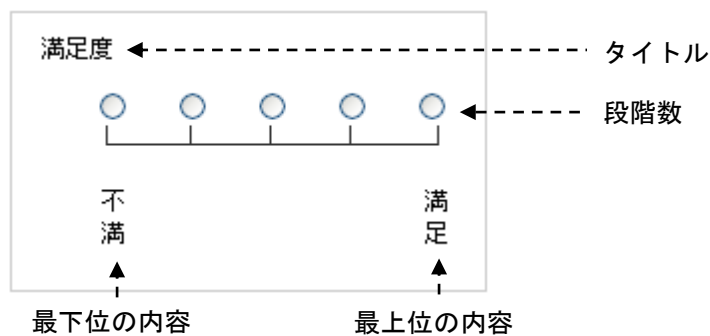 満足度
タイトル
段階数
不満
満足
最下位の内容
最上位の内容